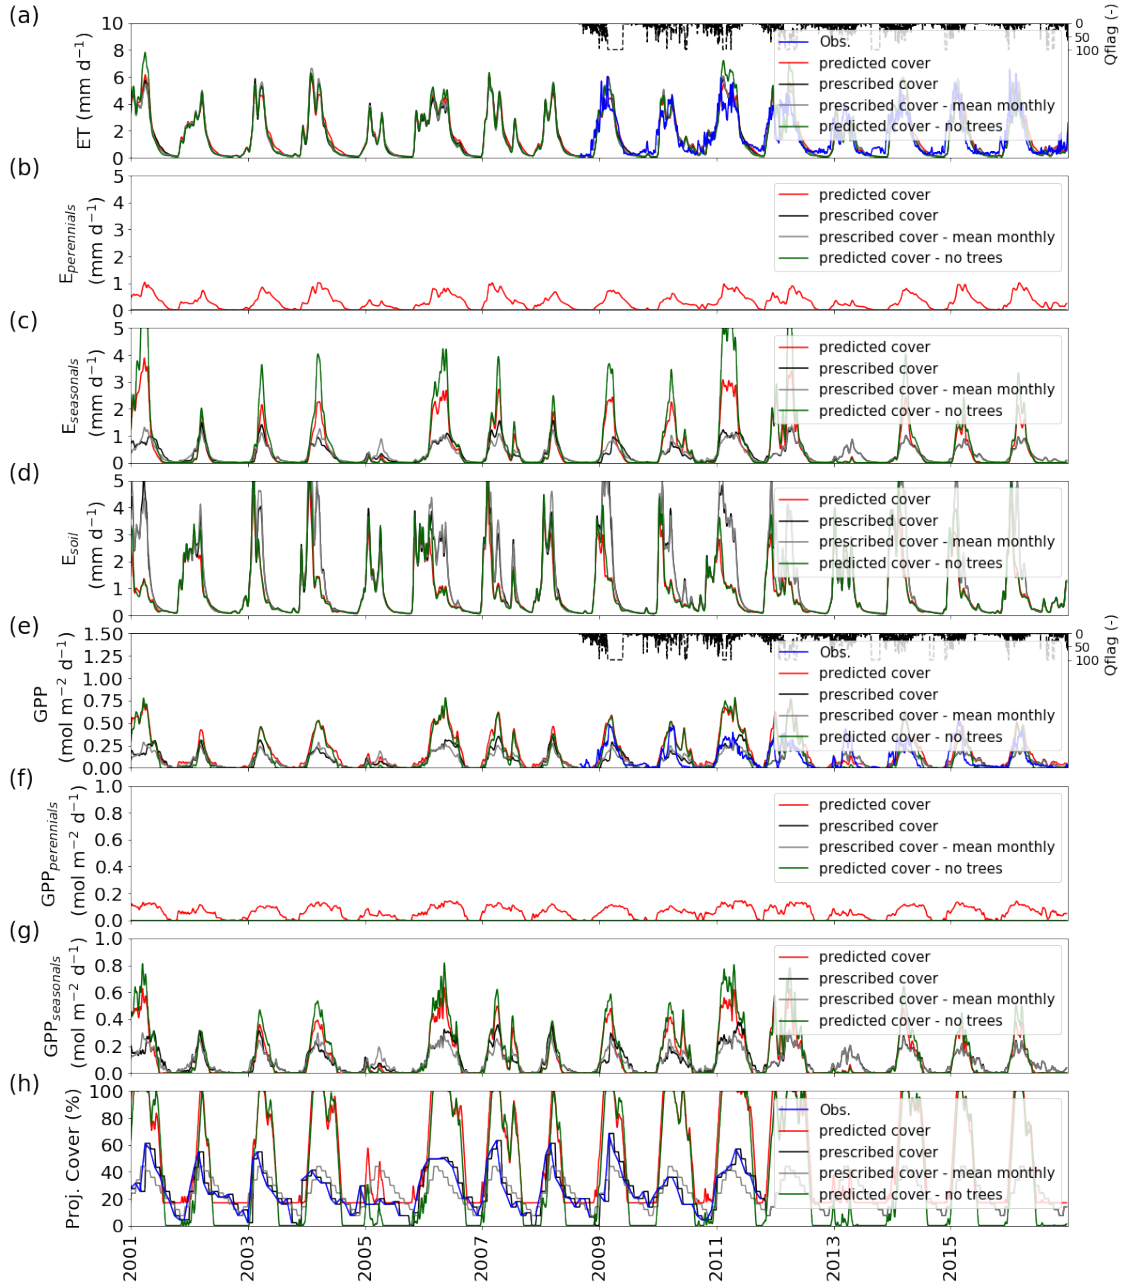 (a)
ET (mm d⁻¹)
10
8
6
4
2
0
Obs.
predicted cover
prescribed cover
prescribed cover - mean monthly
predicted cover - no trees
0
50
100
Qflag (-)
(b)
E_perennials
(mm d⁻¹)
5
4
3
2
1
0
predicted cover
prescribed cover
prescribed cover - mean monthly
predicted cover - no trees
(c)
E_seasonals
(mm d⁻¹)
5
4
3
2
1
0
predicted cover
prescribed cover
prescribed cover - mean monthly
predicted cover - no trees
(d)
E_soil
(mm d⁻¹)
5
4
3
2
1
0
predicted cover
prescribed cover
prescribed cover - mean monthly
predicted cover - no trees
(e)
GPP
(mol m⁻² d⁻¹)
1.50
1.25
1.00
0.75
0.50
0.25
0.00
Obs.
predicted cover
prescribed cover
prescribed cover - mean monthly
predicted cover - no trees
0
50
100
Qflag (-)
(f)
GPP_perennials
(mol m⁻² d⁻¹)
1.0
0.8
0.6
0.4
0.2
0.0
predicted cover
prescribed cover
prescribed cover - mean monthly
predicted cover - no trees
(g)
GPP_seasonals
(mol m⁻² d⁻¹)
1.0
0.8
0.6
0.4
0.2
0.0
predicted cover
prescribed cover
prescribed cover - mean monthly
predicted cover - no trees
(h)
Proj. Cover (%)
100
80
60
40
20
0
Obs.
predicted cover
prescribed cover
prescribed cover - mean monthly
predicted cover - no trees
2001
2003
2005
2007
2009
2011
2013
2015